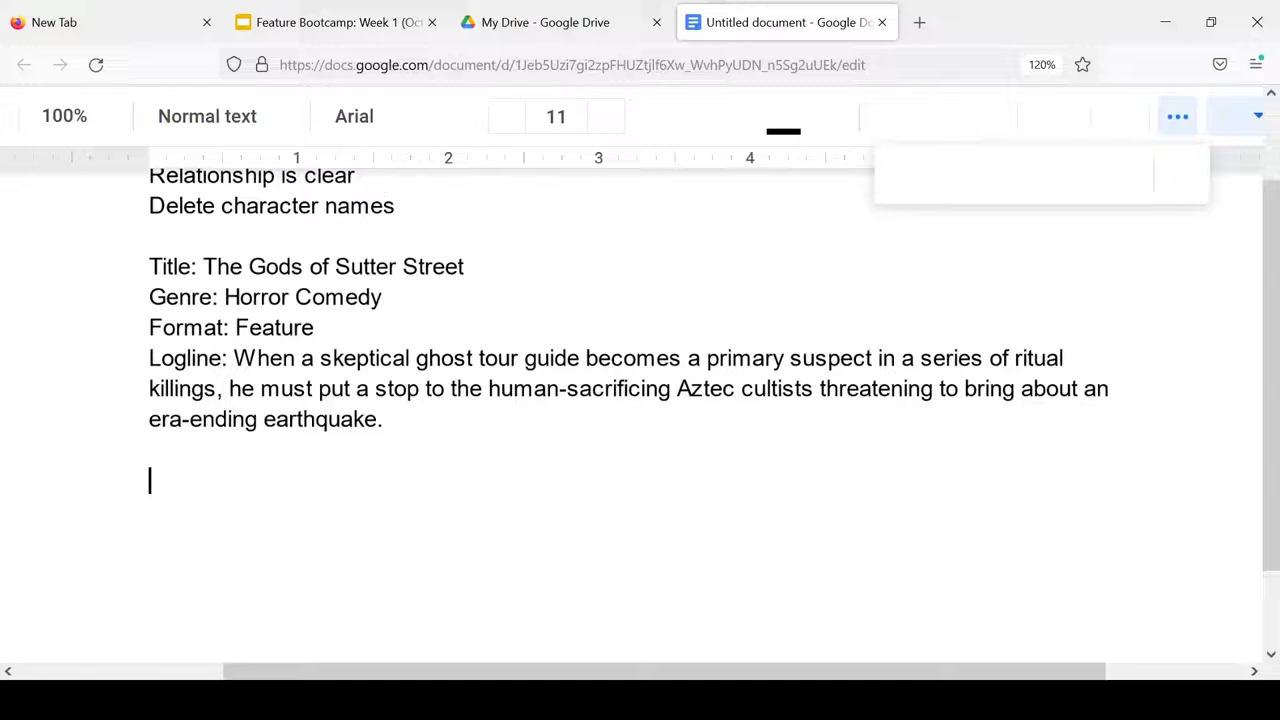 New Tab
Feature Bootcamp: Week 1 (Oct
My Drive - Google Drive
Untitled document - Google Do
https://docs.google.com/document/d/1Jeb5Uzi7gi2zpFHUZtjlf6Xw_WvhPyUDN_n5Sg2uUEk/edit
120%
100%
Normal text
Arial
11
1
2
3
4
Relationship is clear
Delete character names
Title: The Gods of Sutter Street
Genre: Horror Comedy
Format: Feature
Logline: When a skeptical ghost tour guide becomes a primary suspect in a series of ritual
killings, he must put a stop to the human-sacrificing Aztec cultists threatening to bring about an
era-ending earthquake.